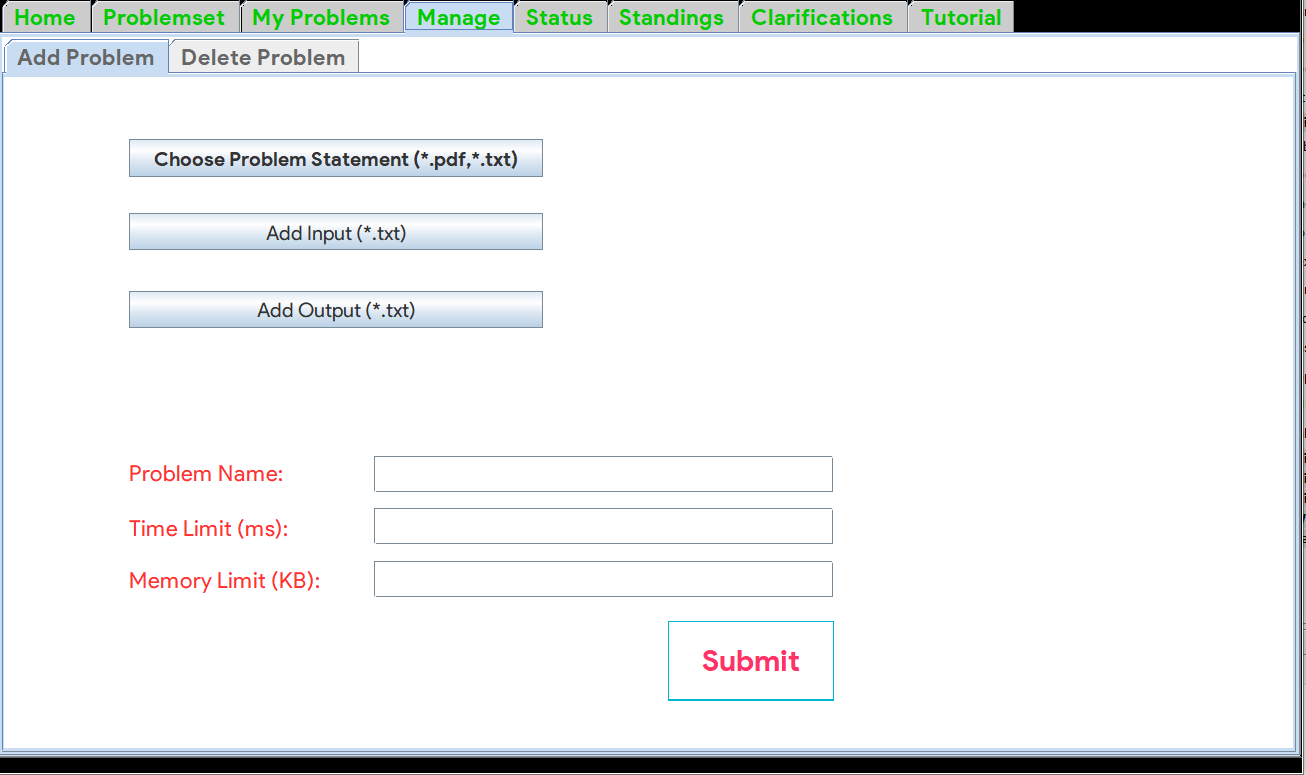 Home Problemset My Problems Manage Status Standings Clarifications Tutorial
Add Problem Delete Problem
Choose Problem Statement (*.pdf,*.txt)
Add Input (*.txt)
Add Output (*.txt)
Problem Name:
Time Limit (ms):
Memory Limit (KB):
Submit